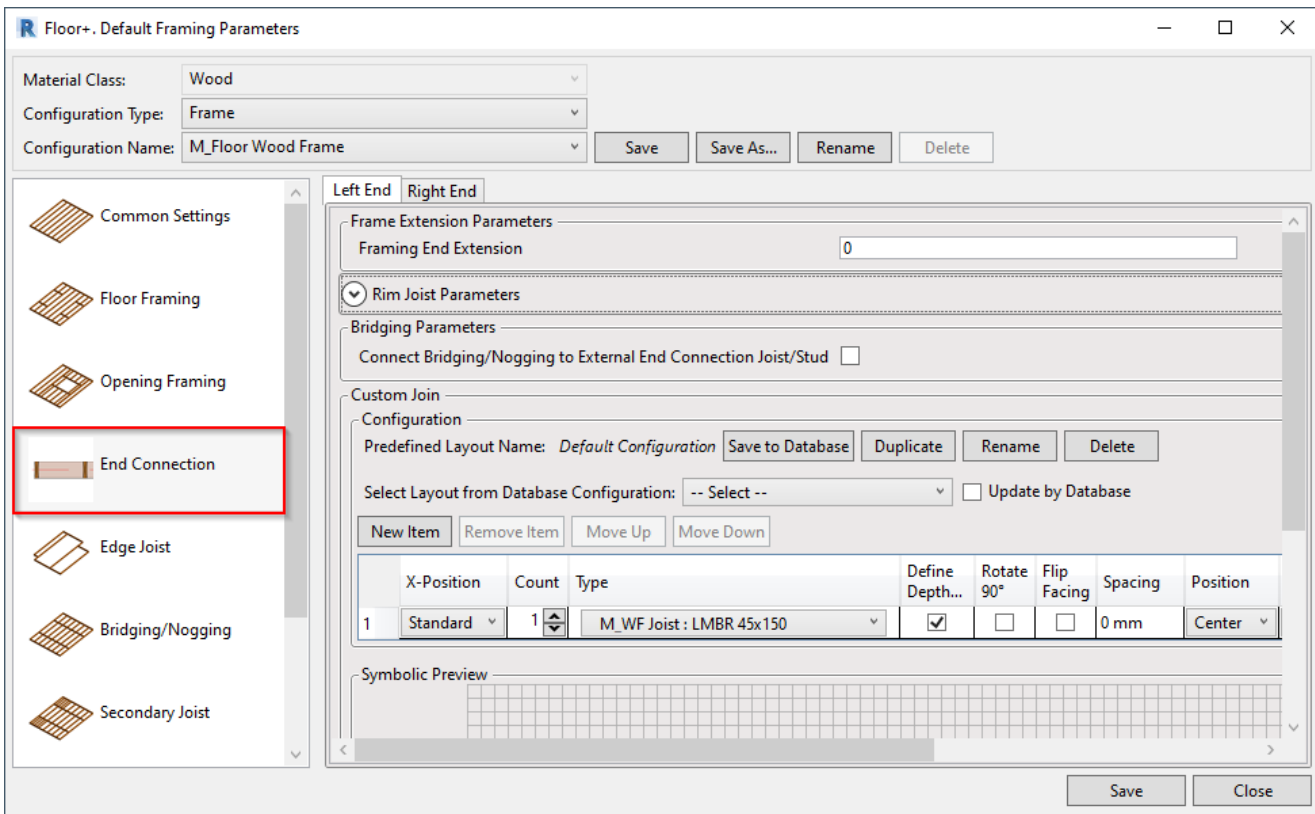 Floor+. Default Framing Parameters
Material Class: Wood
Configuration Type: Frame
Configuration Name: M_Floor Wood Frame Save Save As... Rename Delete
Common Settings
Floor Framing
Opening Framing
End Connection
Edge Joist
Bridging/Nogging
Secondary Joist
Left End Right End
Frame Extension Parameters
Framing End Extension 0
Rim Joist Parameters
Bridging Parameters
Connect Bridging/Nogging to External End Connection Joist/Stud
Custom Join
Configuration
Predefined Layout Name: Default Configuration Save to Database Duplicate Rename Delete
Select Layout from Database Configuration: -- Select -- Update by Database
New Item Remove Item Move Up Move Down
X-Position Count Type Define Depth... Rotate 90° Flip Facing Spacing Position
1 Standard 1 M_WF Joist : LMBR 45x150 0 mm Center
Symbolic Preview
Save Close